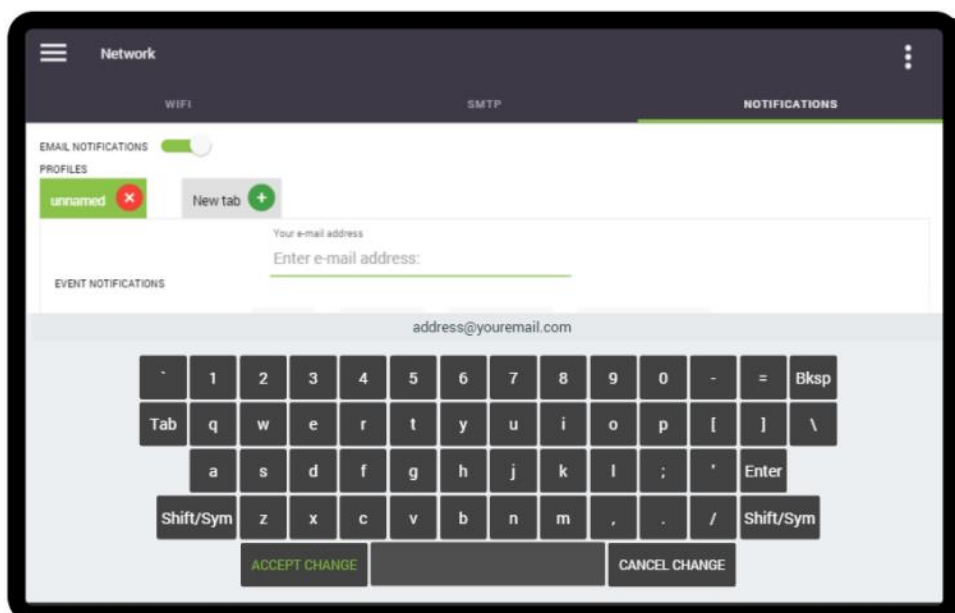 Network
WIFI SMTP NOTIFICATIONS
EMAIL NOTIFICATIONS
PROFILES
unnamed New tab
Your e-mail address
Enter e-mail address:
EVENT NOTIFICATIONS
address@youremail.com
` 1 2 3 4 5 6 7 8 9 0 - = Bksp
Tab q w e r t y u i o p [ ] \
a s d f g h j k l ; ' Enter
Shift/Sym z x c v b n m , . / Shift/Sym
ACCEPT CHANGE CANCEL CHANGE